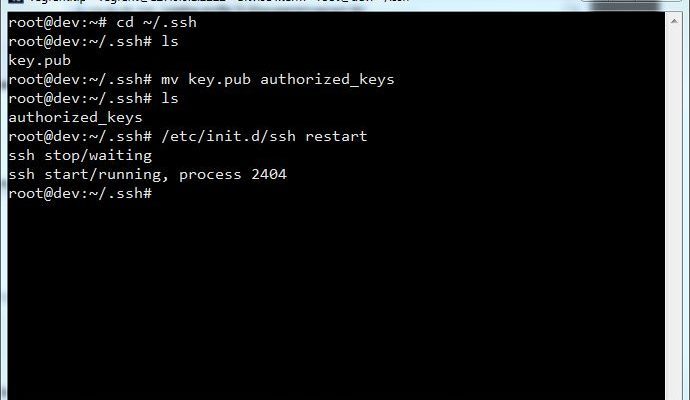 root@dev:~# cd ~/.ssh
root@dev:~/.ssh# ls
key.pub
root@dev:~/.ssh# mv key.pub authorized_keys
root@dev:~/.ssh# ls
authorized_keys
root@dev:~/.ssh# /etc/init.d/ssh restart
ssh stop/waiting
ssh start/running, process 2404
root@dev:~/.ssh#